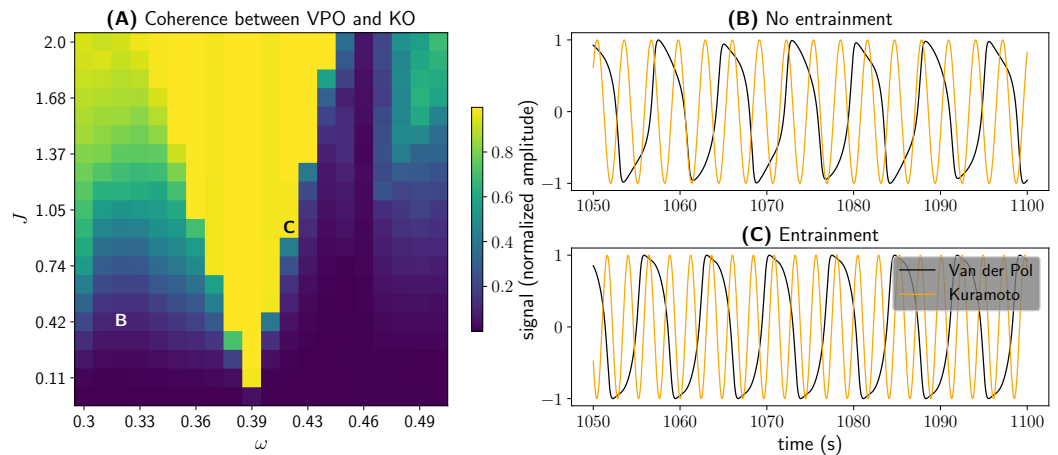 (A) Coherence between VPO and KO
2.0
1.68
1.37
1.05
0.74
0.42
0.11
J
B
C
0.3 0.33 0.36 0.39 0.43 0.46 0.49
ω
0.8
0.6
0.4
0.2
signal (normalized amplitude)
(B) No entrainment
1
0
−1
1050 1060 1070 1080 1090 1100
(C) Entrainment
1
0
−1
Van der Pol
Kuramoto
1050 1060 1070 1080 1090 1100
time (s)